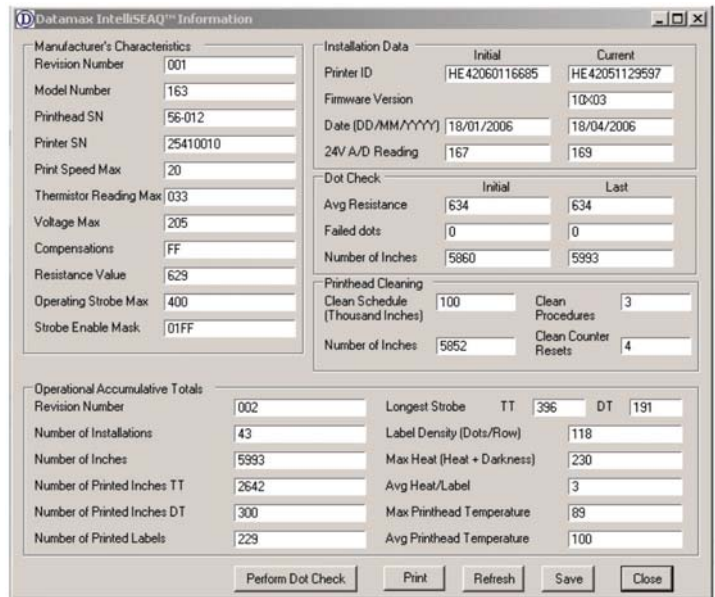 Datamax IntelliSEAQ™ Information
Manufacturer's Characteristics
Revision Number 001
Model Number 163
Printhead SN 56-012
Printer SN 25410010
Print Speed Max 20
Thermistor Reading Max 033
Voltage Max 205
Compensations FF
Resistance Value 629
Operating Strobe Max 400
Strobe Enable Mask 01FF
Installation Data
Initial Current
Printer ID HE42060116685 HE42051129597
Firmware Version 10X03
Date (DD/MM/YYYY) 18/01/2006 18/04/2006
24V A/D Reading 167 169
Dot Check
Initial Last
Avg Resistance 634 634
Failed dots 0 0
Number of Inches 5860 5993
Printhead Cleaning
Clean Schedule (Thousand Inches) 100 Clean Procedures 3
Number of Inches 5852 Clean Counter Resets 4
Operational Accumulative Totals
Revision Number 002 Longest Strobe TT 396 DT 191
Number of Installations 43 Label Density (Dots/Row) 118
Number of Inches 5993 Max Heat (Heat + Darkness) 230
Number of Printed Inches TT 2642 Avg Heat/Label 3
Number of Printed Inches DT 300 Max Printhead Temperature 89
Number of Printed Labels 229 Avg Printhead Temperature 100
Perform Dot Check Print Refresh Save Close